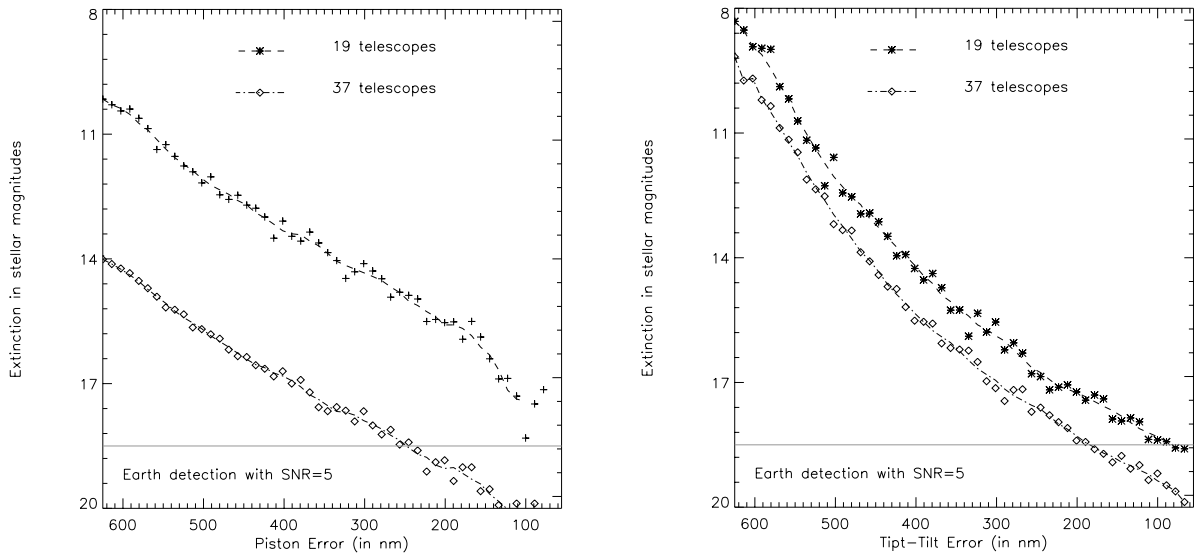 8
11
14
17
20
Extinction in stellar magnitudes
19 telescopes
37 telescopes
Earth detection with SNR=5
600 500 400 300 200 100
Piston Error (in nm)
8
11
14
17
20
Extinction in stellar magnitudes
19 telescopes
37 telescopes
Earth detection with SNR=5
600 500 400 300 200 100
Tipt-Tilt Error (in nm)